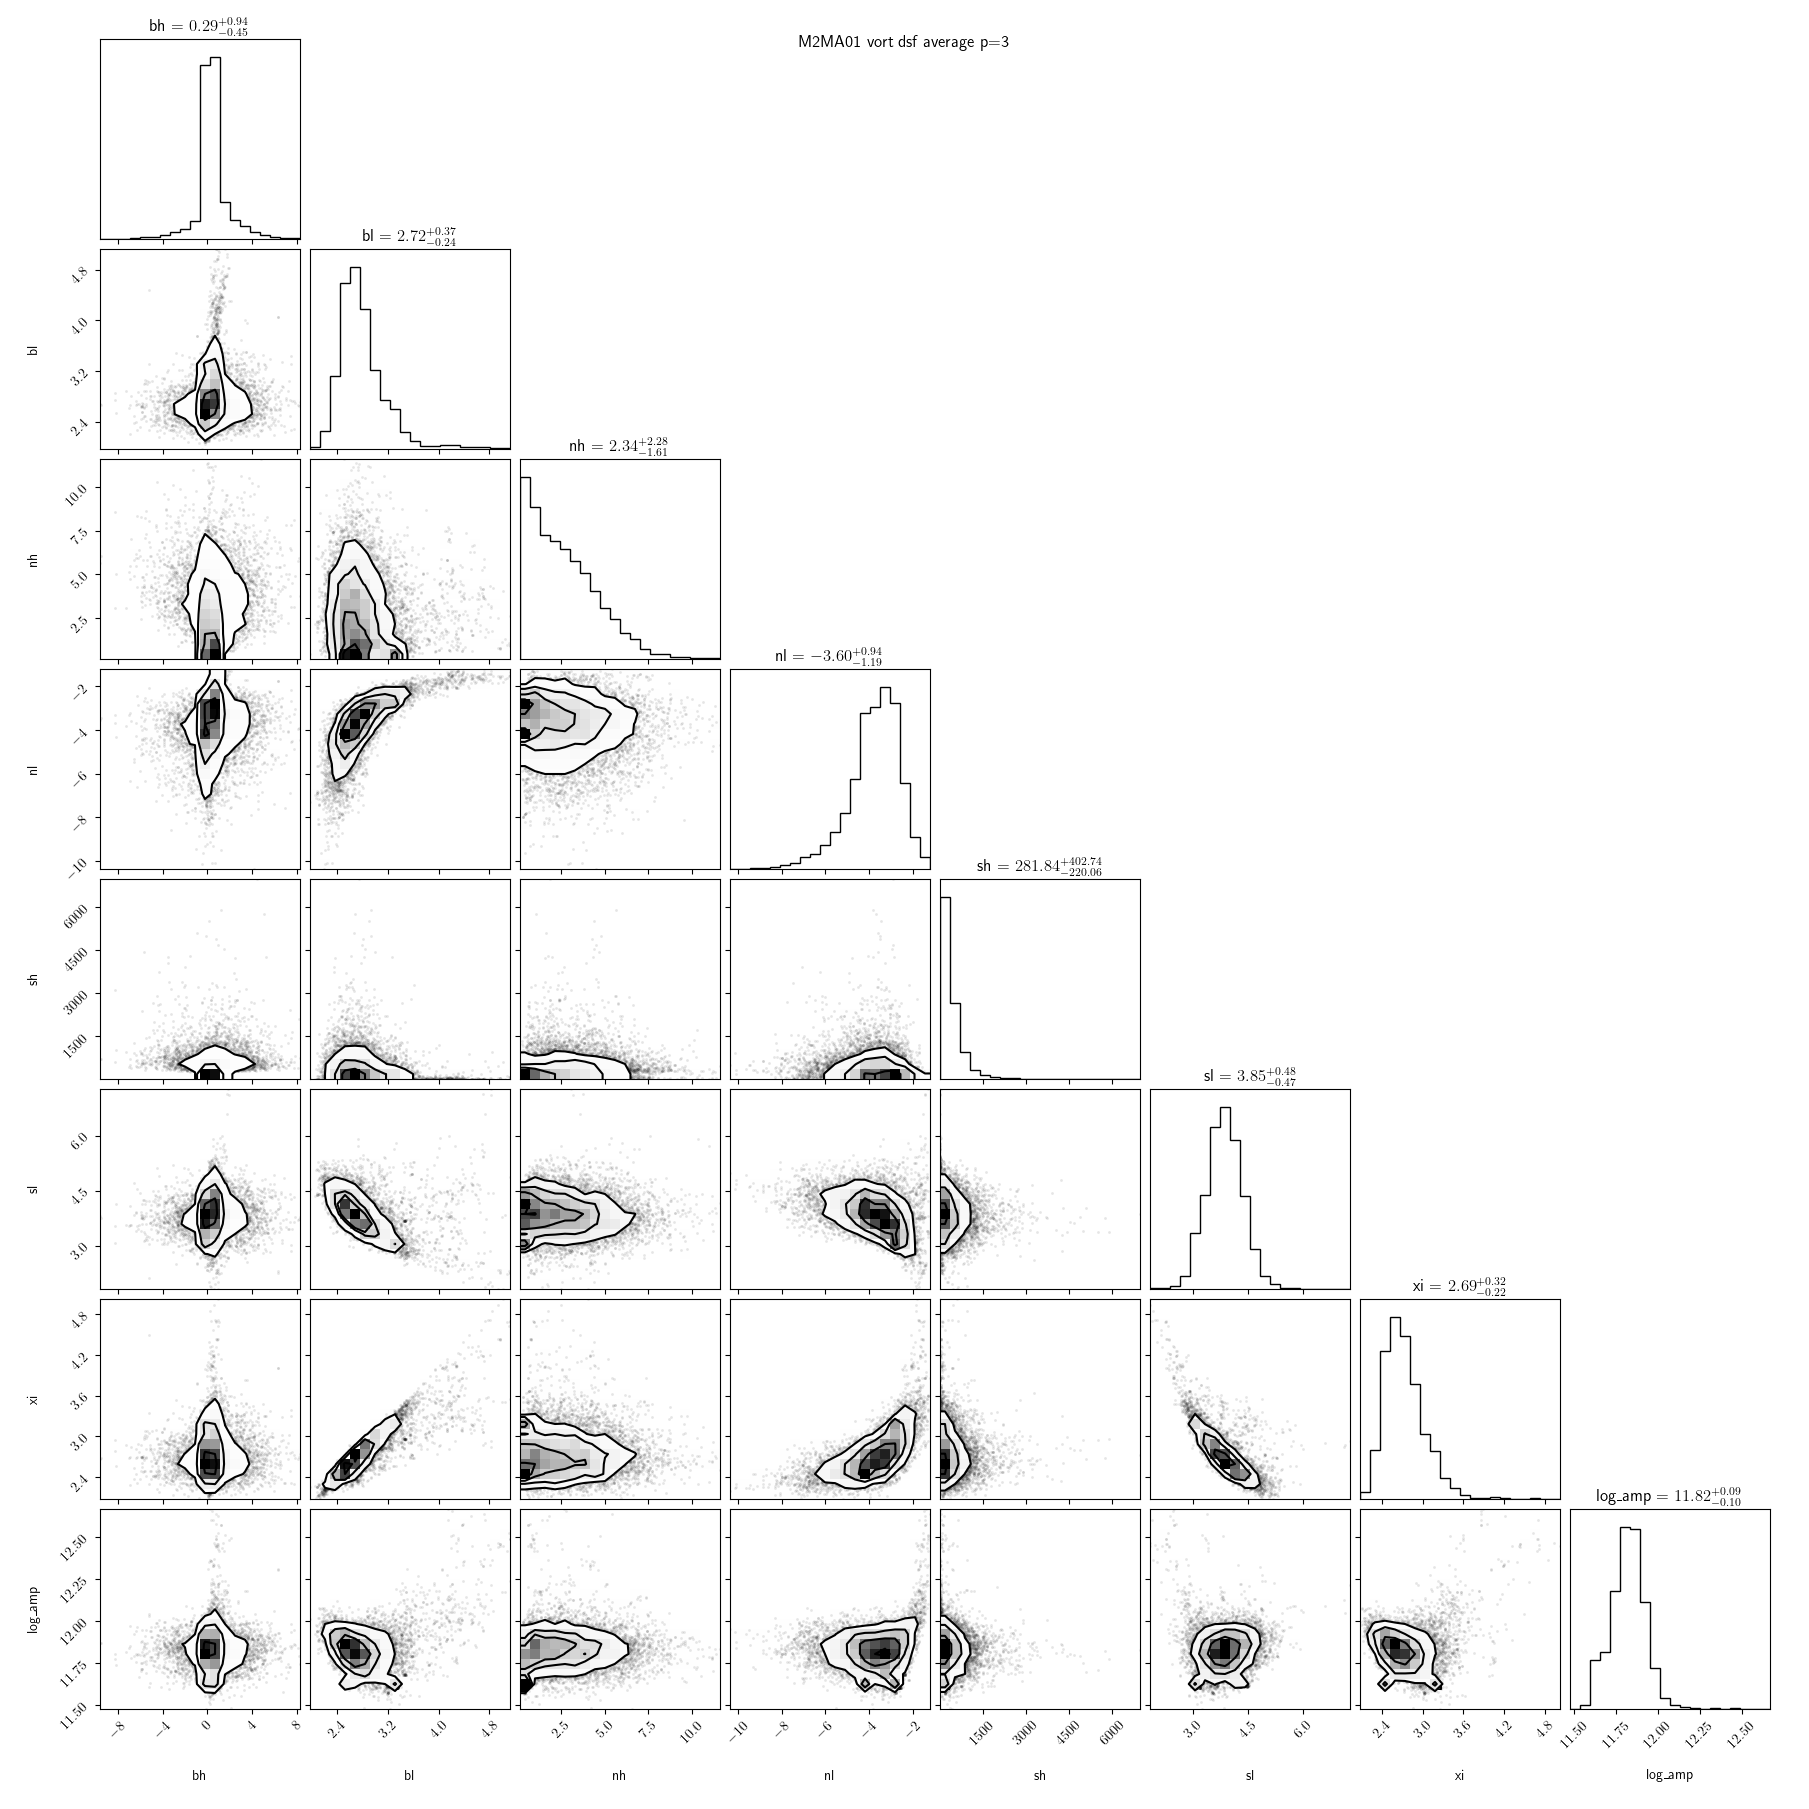 bh = 0.29+0.94−0.45
M2MA01 vort dsf average p=3
bl = 2.72+0.37−0.24
4.8
4.0
3.2
2.4
bl
nh = 2.34+2.28−1.61
10.0
7.5
5.0
2.5
nh
nl = −3.60+0.94−1.19
−2
−4
−6
−8
−10
nl
sh = 281.84+402.74−220.06
6000
4500
3000
1500
sh
sl = 3.85+0.48−0.47
6.0
4.5
3.0
sl
xi = 2.69+0.32−0.22
4.8
4.2
3.6
3.0
2.4
xi
log_amp = 11.82+0.09−0.10
12.50
12.25
12.00
11.75
11.50
log_amp
−8 −4 0 4 8
2.4 3.2 4.0 4.8
2.5 5.0 7.5 10.0
−10 −8 −6 −4 −2
1500 3000 4500 6000
3.0 4.5 6.0
2.4 3.0 3.6 4.2 4.8
11.50 11.75 12.00 12.25 12.50
bh bl nh nl sh sl xi log_amp